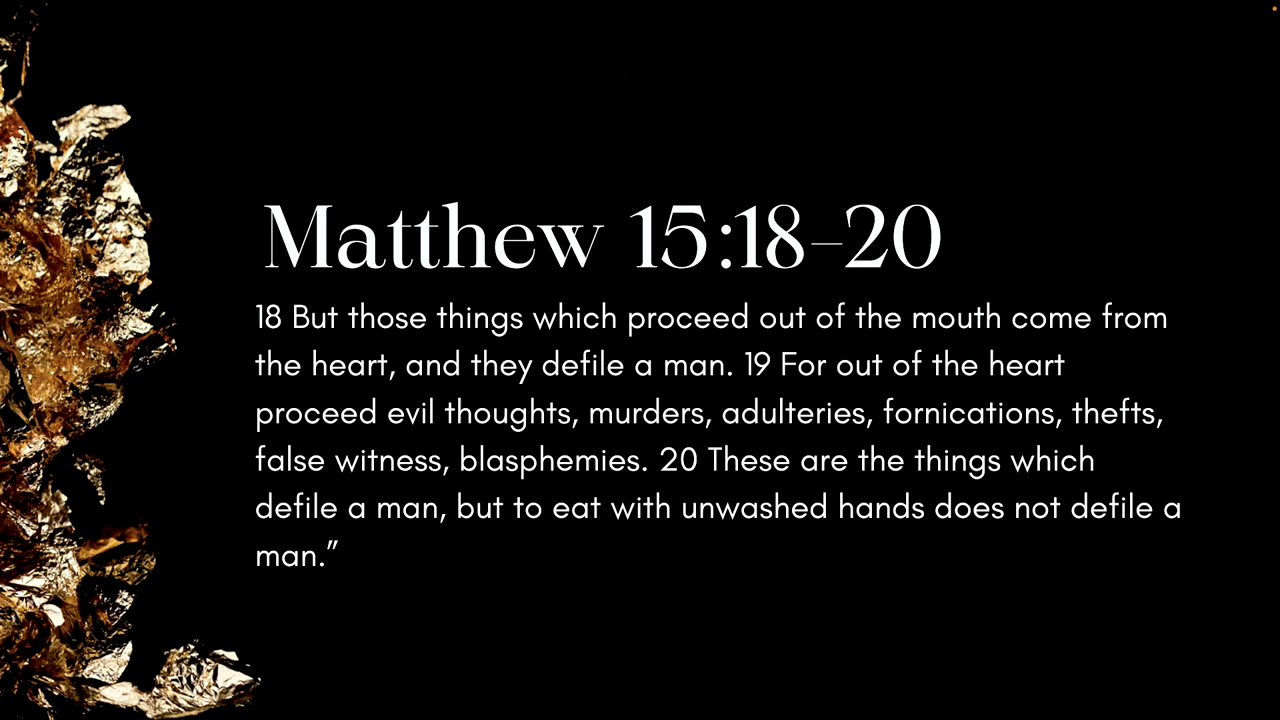 Matthew 15:18–20
18 But those things which proceed out of the mouth come from
the heart, and they defile a man. 19 For out of the heart
proceed evil thoughts, murders, adulteries, fornications, thefts,
false witness, blasphemies. 20 These are the things which
defile a man, but to eat with unwashed hands does not defile a
man.”